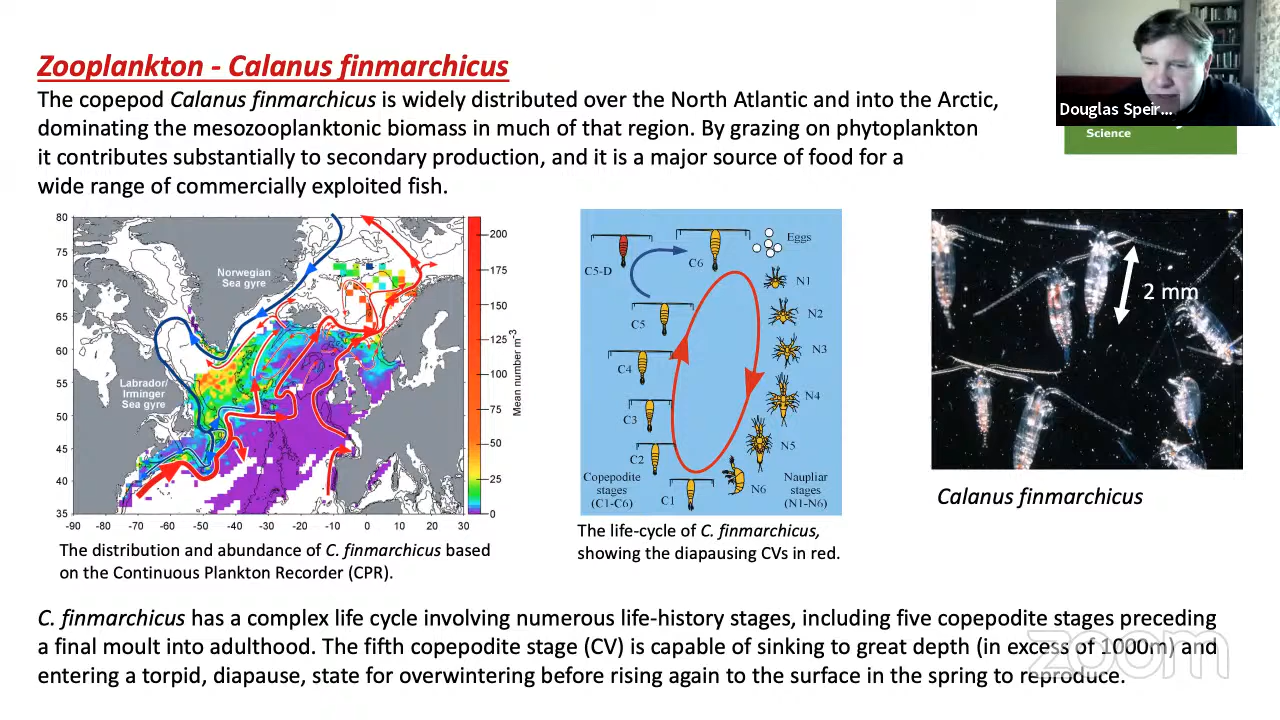 Zooplankton - Calanus finmarchicus
The copepod Calanus finmarchicus is widely distributed over the North Atlantic and into the Arctic,
dominating the mesozooplanktonic biomass in much of that region. By grazing on phytoplankton
it contributes substantially to secondary production, and it is a major source of food for a
wide range of commercially exploited fish.
Douglas Speir...
Science
80
75
70
65
60
55
50
45
40
35
-90 -80 -70 -60 -50 -40 -30 -20 -10 0 10 20 30
Norwegian
Sea gyre
Labrador/
Irminger
Sea gyre
200
175
150
125
100
75
50
25
0
Mean number m-3
The distribution and abundance of C. finmarchicus based
on the Continuous Plankton Recorder (CPR).
C5-D
C6
Eggs
N1
C5
N2
N3
C4
N4
C3
N5
C2
N6
C1
Copepodite
stages
(C1-C6)
Naupliar
stages
(N1-N6)
The life-cycle of C. finmarchicus,
showing the diapausing CVs in red.
2 mm
Calanus finmarchicus
C. finmarchicus has a complex life cycle involving numerous life-history stages, including five copepodite stages preceding
a final moult into adulthood. The fifth copepodite stage (CV) is capable of sinking to great depth (in excess of 1000m) and
entering a torpid, diapause, state for overwintering before rising again to the surface in the spring to reproduce.
zoom